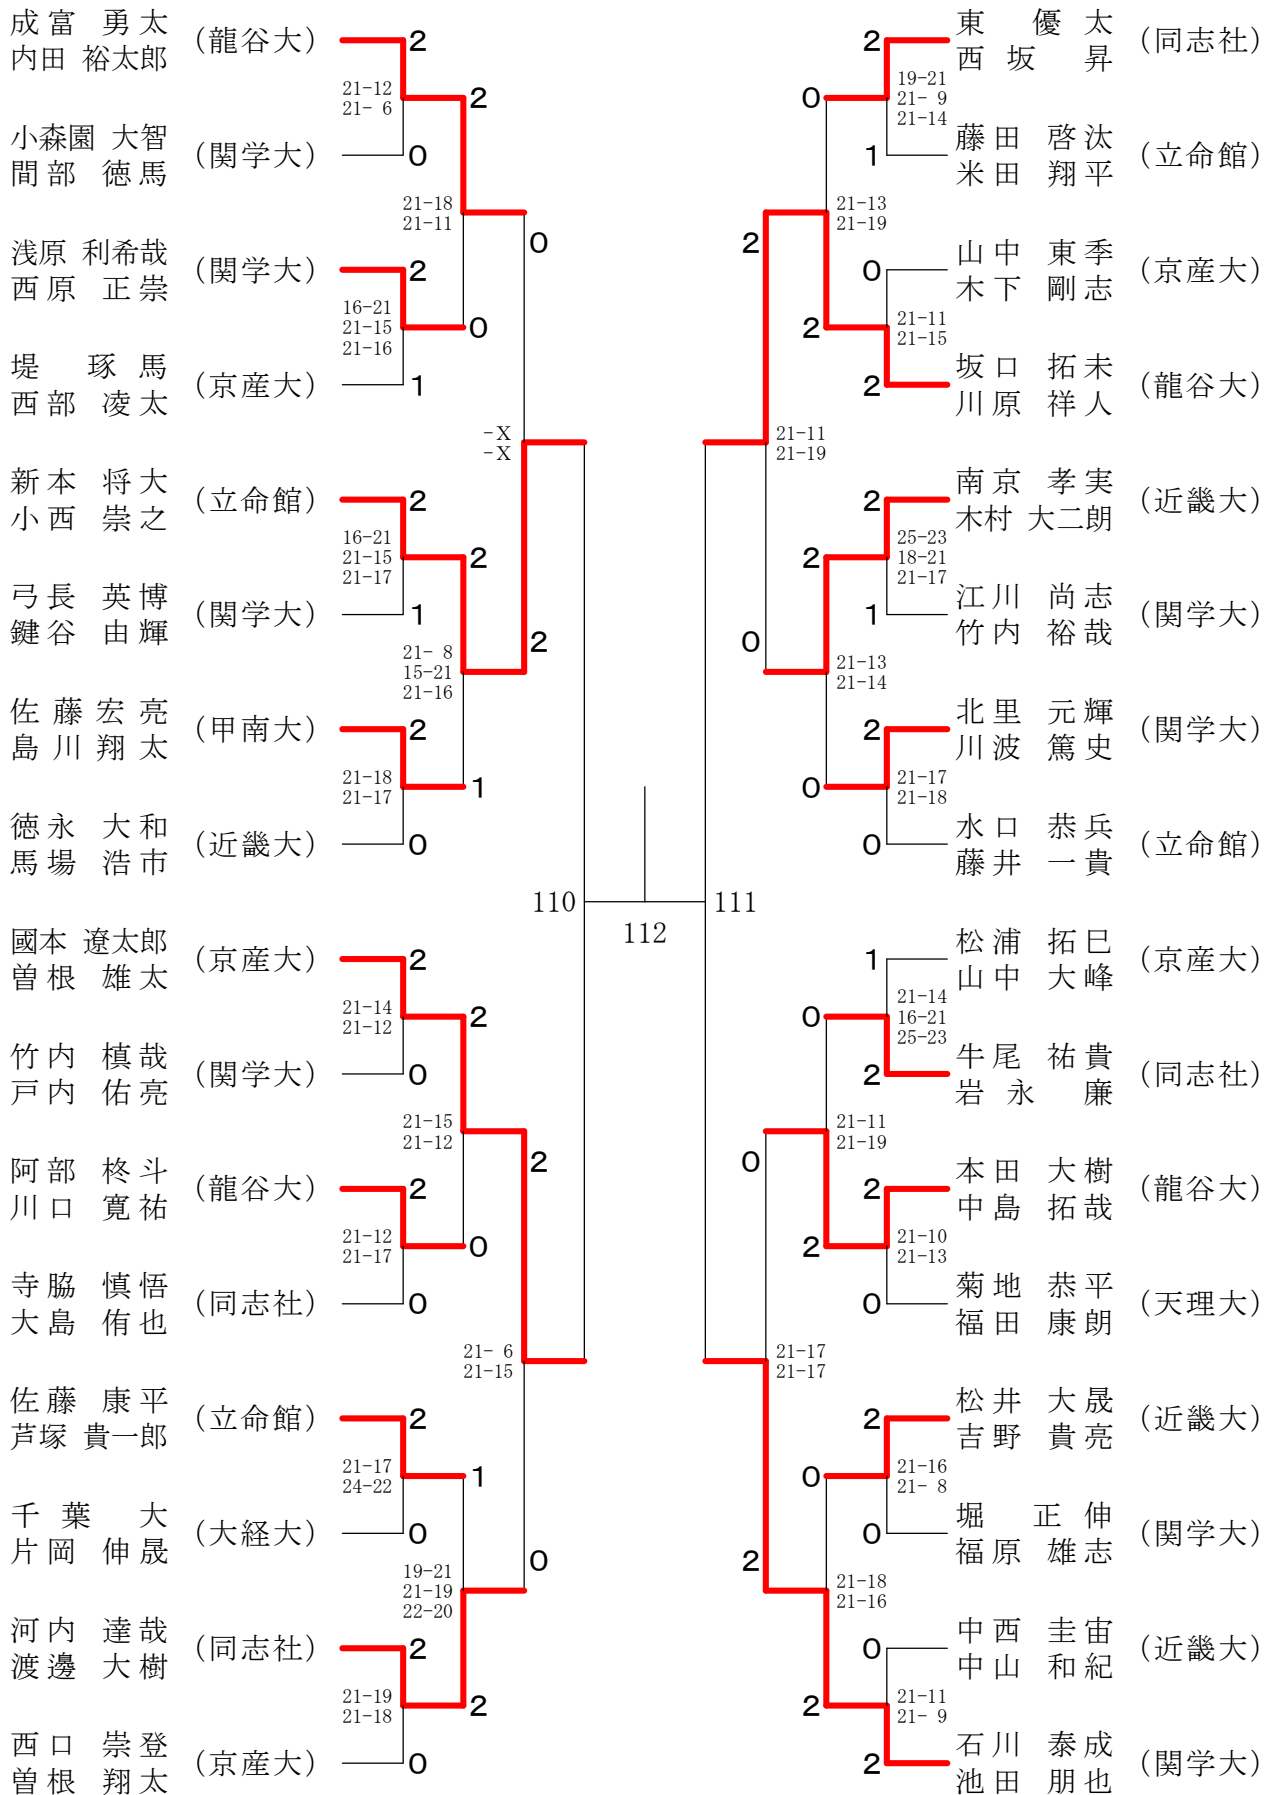 成富 勇太
内田 裕太郎
(龍谷大)
2
21-12
21- 6
2
小森園 大智
間部 徳馬
(関学大)
0
21-18
21-11
0
浅原 利希哉
西原 正崇
(関学大)
2
16-21
21-15
21-16
0
堤 琢馬
西部 凌太
(京産大)
1
-X
-X
新本 将大
小西 崇之
(立命館)
2
16-21
21-15
21-17
2
弓長 英博
鍵谷 由輝
(関学大)
1
21- 8
15-21
21-16
2
佐藤宏亮
島川翔太
(甲南大)
2
21-18
21-17
1
徳永 大和
馬場 浩市
(近畿大)
0
110
國本 遼太郎
曽根 雄太
(京産大)
2
21-14
21-12
2
竹内 槙哉
戸内 佑亮
(関学大)
0
21-15
21-12
2
阿部 柊斗
川口 寛祐
(龍谷大)
2
21-12
21-17
0
寺脇 慎悟
大島 侑也
(同志社)
0
21- 6
21-15
佐藤 康平
芦塚 貴一郎
(立命館)
2
21-17
24-22
1
千葉 大
片岡 伸晟
(大経大)
0
19-21
21-19
22-20
0
河内 達哉
渡邊 大樹
(同志社)
2
21-19
21-18
2
西口 崇登
曽根 翔太
(京産大)
0
112
2
東 優太
西坂 昇
(同志社)
0
19-21
21- 9
21-14
1
藤田 啓汰
米田 翔平
(立命館)
2
21-13
21-19
0
山中 東季
木下 剛志
(京産大)
2
21-11
21-15
2
坂口 拓未
川原 祥人
(龍谷大)
21-11
21-19
2
南京 孝実
木村 大二朗
(近畿大)
2
25-23
18-21
21-17
1
江川 尚志
竹内 裕哉
(関学大)
0
21-13
21-14
2
北里 元輝
川波 篤史
(関学大)
0
21-17
21-18
0
水口 恭兵
藤井 一貴
(立命館)
111
1
松浦 拓巳
山中 大峰
(京産大)
0
21-14
16-21
25-23
2
牛尾 祐貴
岩永 廉
(同志社)
0
21-11
21-19
2
本田 大樹
中島 拓哉
(龍谷大)
2
21-10
21-13
0
菊地 恭平
福田 康朗
(天理大)
21-17
21-17
2
松井 大晟
吉野 貴亮
(近畿大)
0
21-16
21- 8
0
堀 正伸
福原 雄志
(関学大)
2
21-18
21-16
0
中西 圭宙
中山 和紀
(近畿大)
2
21-11
21- 9
2
石川 泰成
池田 朋也
(関学大)